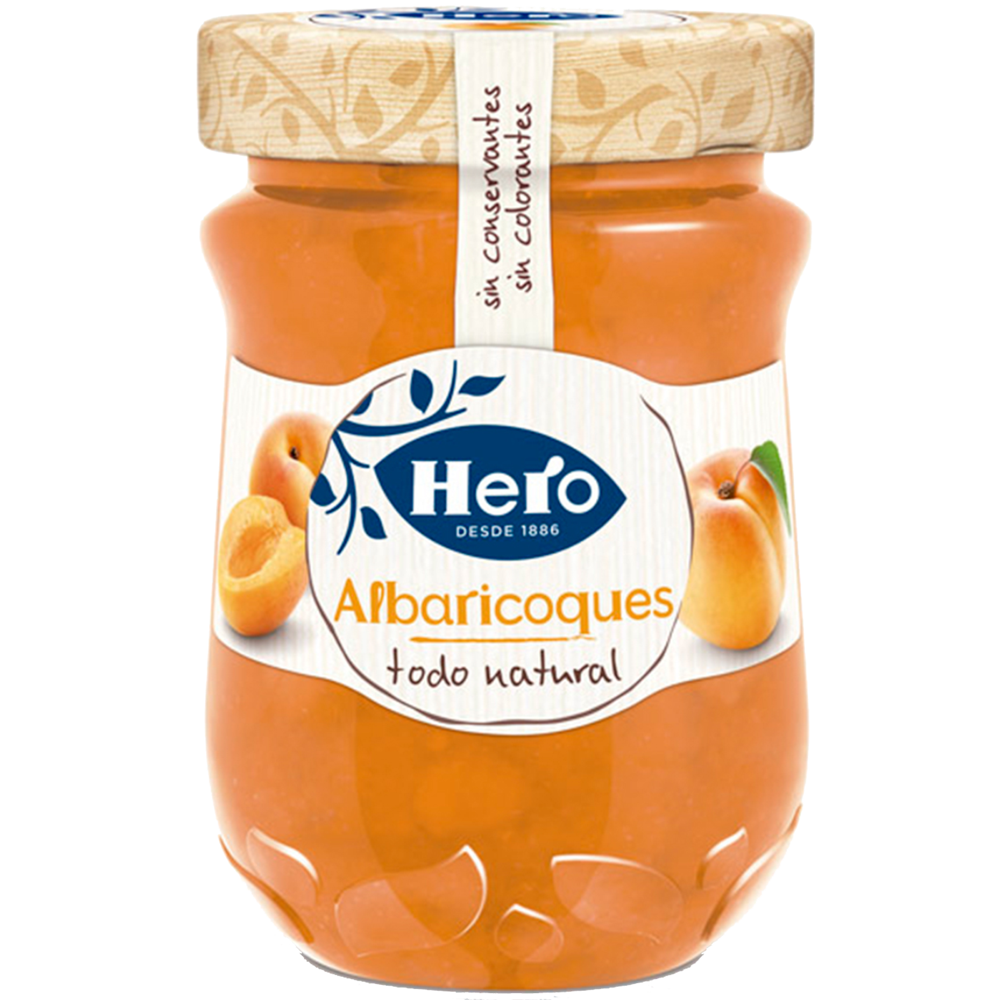 sin conservantes
sin colorantes
Hero
DESDE 1886
Albaricoques
todo natural